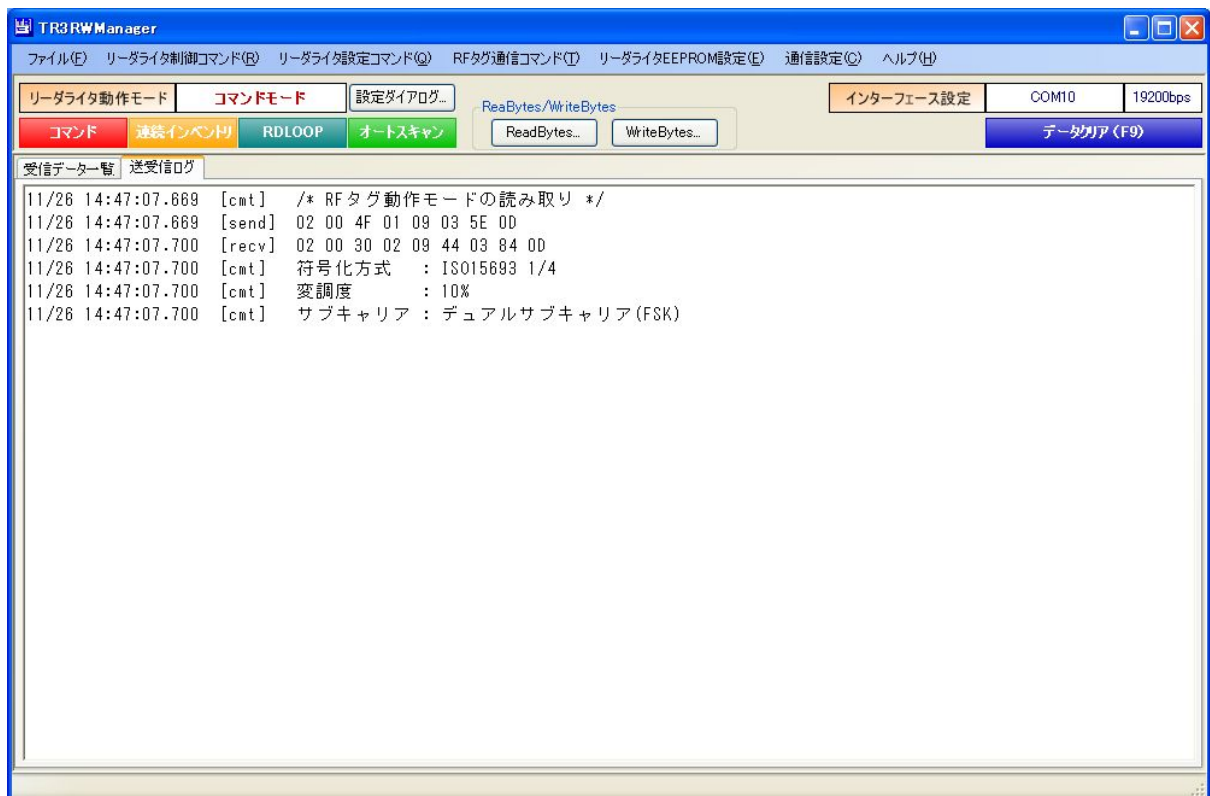 TR3RWManager
ファイル(F) リーダライタ制御コマンド(R) リーダライタ設定コマンド(Q) RFタグ通信コマンド(T) リーダライタEEPROM設定(E) 通信設定(C) ヘルプ(H)
リーダライタ動作モード コマンドモード 設定ダイアログ... ReaBytes/WriteBytes インターフェース設定 COM10 19200bps
コマンド 連続インベントリ RDLOOP オートスキャン ReadBytes... WriteBytes... データクリア(F9)
受信データ一覧 送受信ログ
11/26 14:47:07.669 [cmt] /* RFタグ動作モードの読み取り */
11/26 14:47:07.669 [send] 02 00 4F 01 09 03 5E 0D
11/26 14:47:07.700 [recv] 02 00 30 02 09 44 03 84 0D
11/26 14:47:07.700 [cmt] 符号化方式 : ISO15693 1/4
11/26 14:47:07.700 [cmt] 変調度 : 10%
11/26 14:47:07.700 [cmt] サブキャリア : デュアルサブキャリア(FSK)